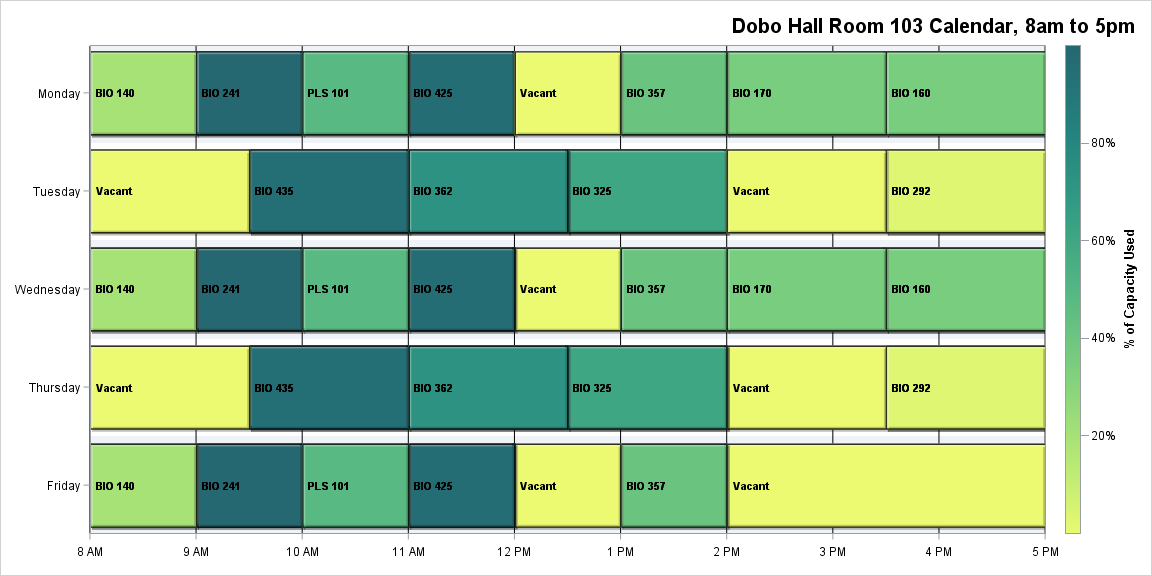 Dobo Hall Room 103 Calendar, 8am to 5pm
Monday BIO 140 BIO 241 PLS 101 BIO 425 Vacant BIO 357 BIO 170 BIO 160
Tuesday Vacant BIO 435 BIO 362 BIO 325 Vacant BIO 292
Wednesday BIO 140 BIO 241 PLS 101 BIO 425 Vacant BIO 357 BIO 170 BIO 160
Thursday Vacant BIO 435 BIO 362 BIO 325 Vacant BIO 292
Friday BIO 140 BIO 241 PLS 101 BIO 425 Vacant BIO 357 Vacant
8 AM 9 AM 10 AM 11 AM 12 PM 1 PM 2 PM 3 PM 4 PM 5 PM
80%
60%
40%
20%
% of Capacity Used